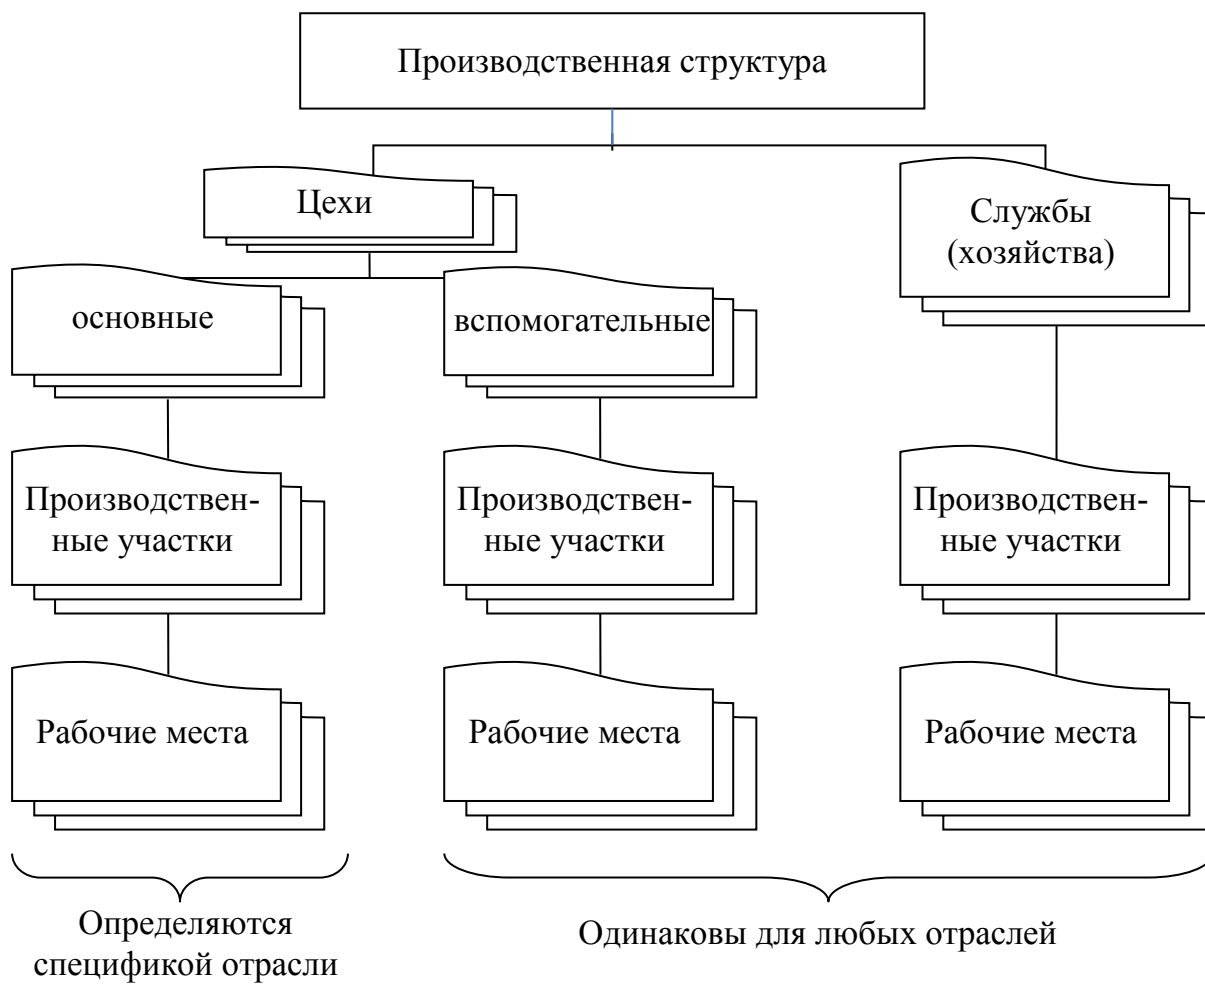 Производственная структура
Цехи
Службы
(хозяйства)
основные
вспомогательные
Производствен-
ные участки
Производствен-
ные участки
Производствен-
ные участки
Рабочие места
Рабочие места
Рабочие места
Определяются
спецификой отрасли
Одинаковы для любых отраслей